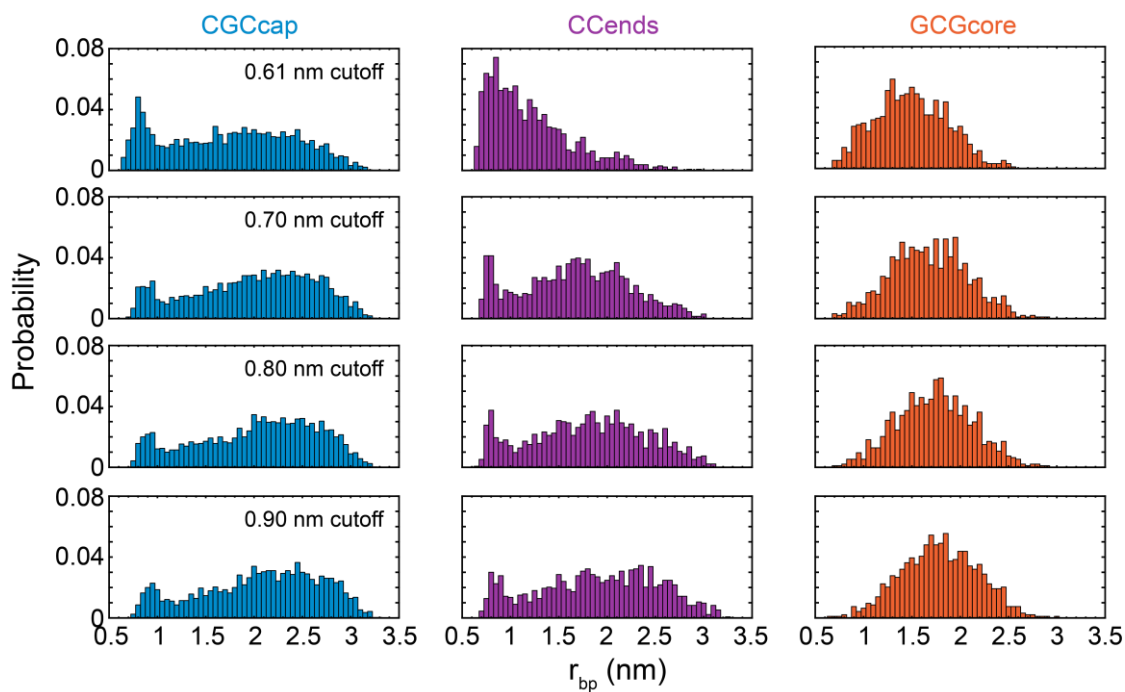 CGCcap CCends GCGcore
0.08
0.61 nm cutoff
0.04
0
0.08
0.70 nm cutoff
0.04
0
0.08
0.80 nm cutoff
0.04
0
0.08
0.90 nm cutoff
0.04
0
Probability
0.5 1 1.5 2 2.5 3 3.5 0.5 1 1.5 2 2.5 3 3.5 0.5 1 1.5 2 2.5 3 3.5
r_bp (nm)